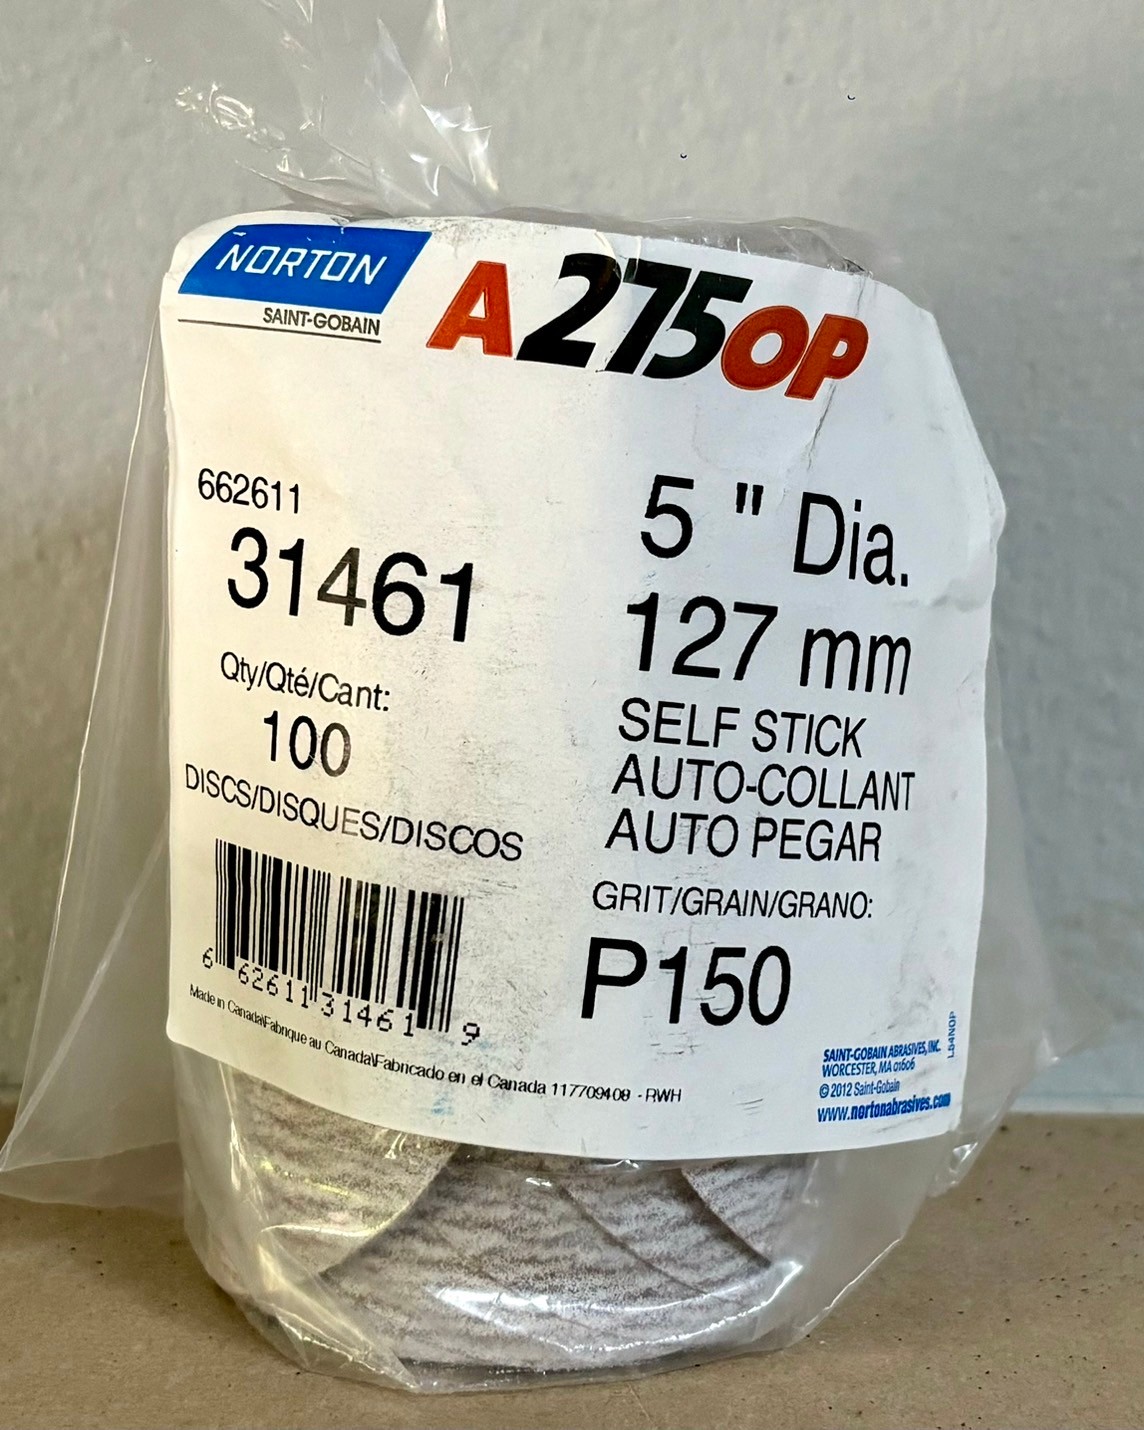 NORTON
SAINT-GOBAIN
A275OP
662611
31461
Qty/Qté/Cant:
100
DISCS/DISQUES/DISCOS
5 " Dia.
127 mm
SELF STICK
AUTO-COLLANT
AUTO PEGAR
GRIT/GRAIN/GRANO:
P150
6 62611 31461 9
Made in Canada\Fabrique au Canada\Fabricado en el Canada 117709408 - RWH
SAINT-GOBAIN ABRASIVES, INC.
WORCESTER, MA 01606
© 2012 Saint-Gobain
www.nortonabrasives.com
L54NOP